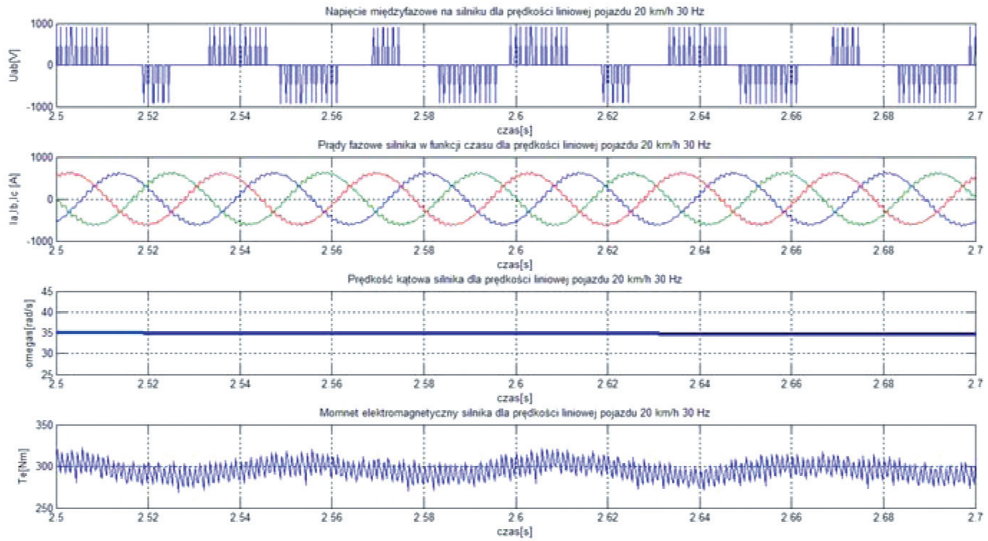 Napięcie międzyfazowe na silniku dla prędkości liniowej pojazdu 20 km/h 30 Hz
1000
0
-1000
Uab[V]
2.5 2.52 2.54 2.56 2.58 2.6 2.62 2.64 2.66 2.68 2.7
czas[s]
Prądy fazowe silnika w funkcji czasu dla prędkości liniowej pojazdu 20 km/h 30 Hz
1000
0
-1000
Ia,Ib,Ic [A]
2.5 2.52 2.54 2.56 2.58 2.6 2.62 2.64 2.66 2.68 2.7
czas[s]
Prędkość kątowa silnika dla prędkości liniowej pojazdu 20 km/h 30 Hz
45
40
35
30
25
omegas[rad/s]
2.5 2.52 2.54 2.56 2.58 2.6 2.62 2.64 2.66 2.68 2.7
czas[s]
Momnet elektromagnetyczny silnika dla prędkości liniowej pojazdu 20 km/h 30 Hz
350
300
250
Te[Nm]
2.5 2.52 2.54 2.56 2.58 2.6 2.62 2.64 2.66 2.68 2.7
czas[s]